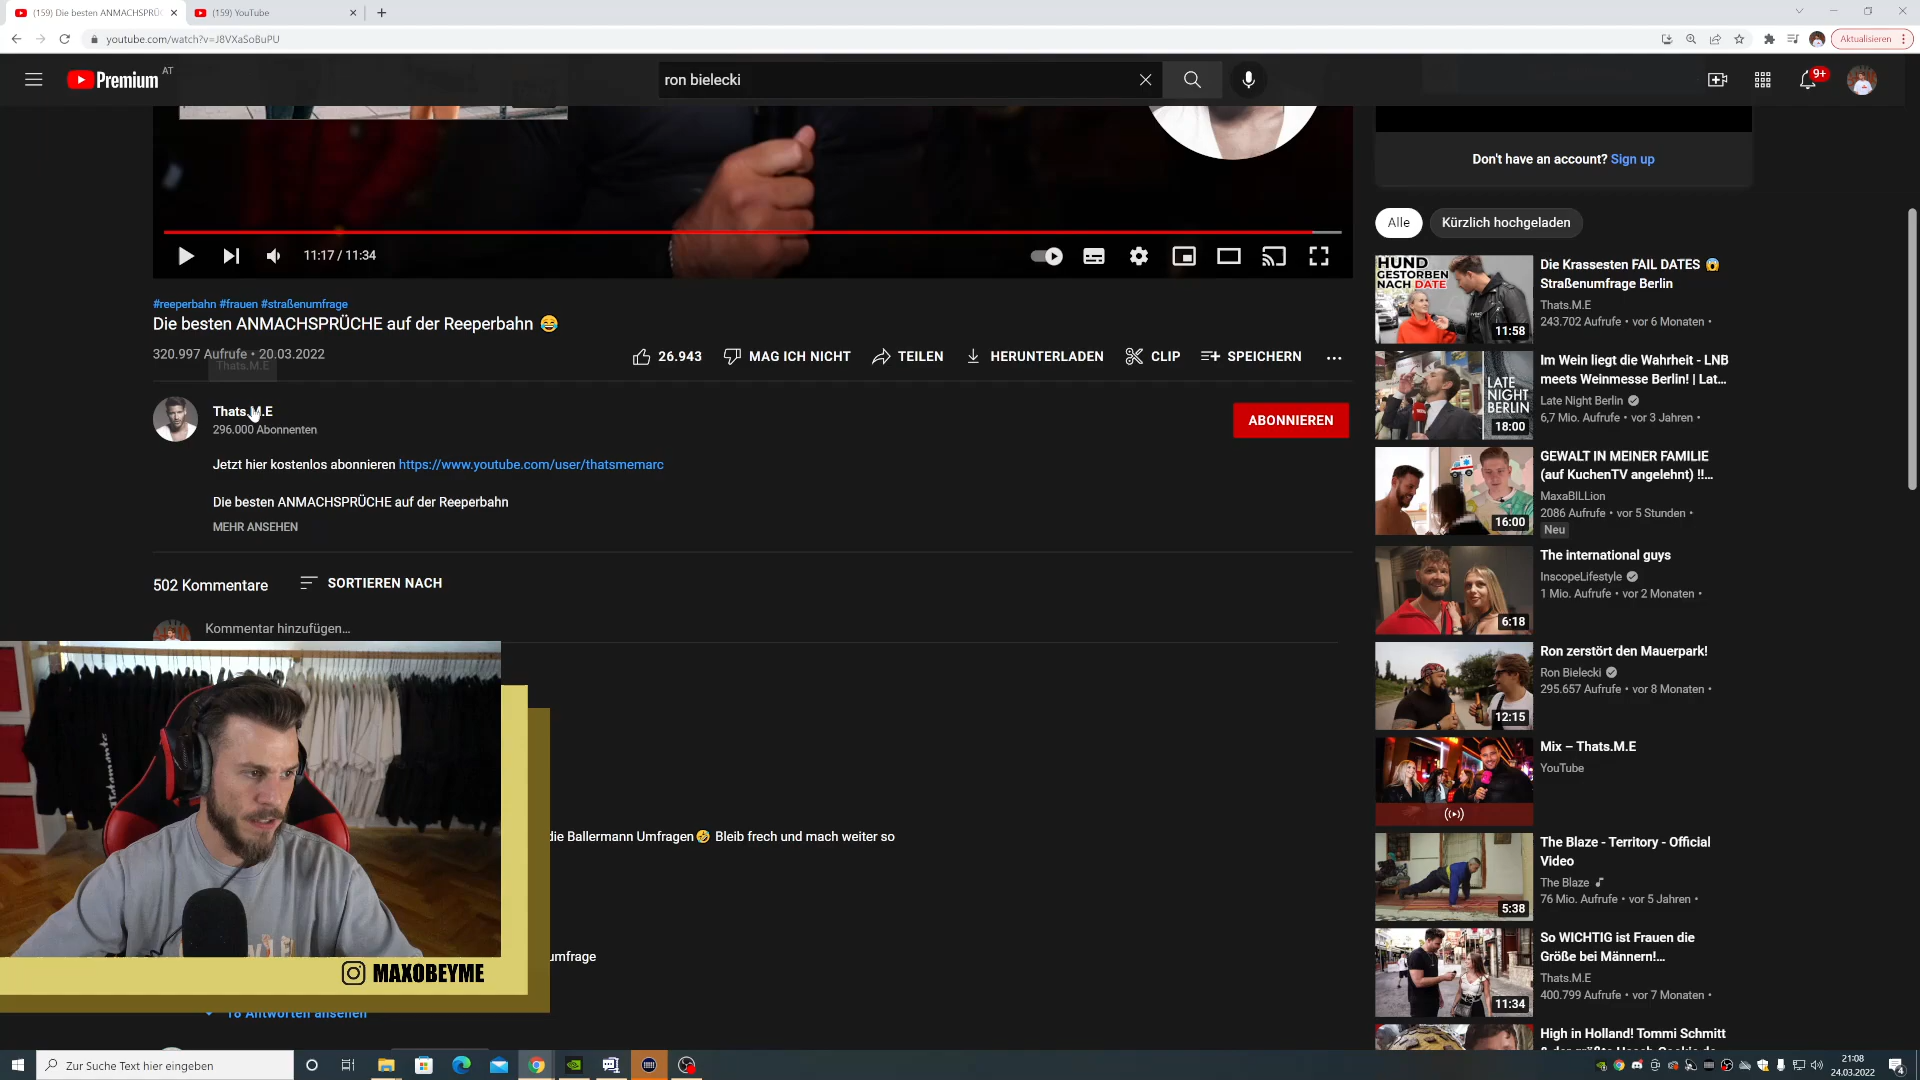 (159) Die besten ANMACHSPRÜC
(159) YouTube
youtube.com/watch?v=J8VXaSoBuPU
Aktualisieren
Premium AT
ron bielecki
9+
Don't have an account? Sign up
11:17 / 11:34
#reeperbahn #frauen #straßenumfrage
Die besten ANMACHSPRÜCHE auf der Reeperbahn 😂
320.997 Aufrufe • 20.03.2022
Thats.M.E
26.943
MAG ICH NICHT
TEILEN
HERUNTERLADEN
CLIP
SPEICHERN
Thats.M.E
296.000 Abonnenten
ABONNIEREN
Jetzt hier kostenlos abonnieren https://www.youtube.com/user/thatsmemarc
Die besten ANMACHSPRÜCHE auf der Reeperbahn
MEHR ANSEHEN
502 Kommentare
SORTIEREN NACH
Kommentar hinzufügen...
die Ballermann Umfragen🤣 Bleib frech und mach weiter so
umfrage
18 Antworten ansehen
MAXOBEYME
Alle
Kürzlich hochgeladen
HUND
GESTORBEN
NACH DATE
11:58
Die Krassesten FAIL DATES 😱
Straßenumfrage Berlin
Thats.M.E
243.702 Aufrufe • vor 6 Monaten •
LATE
NIGHT
BERLIN
18:00
Im Wein liegt die Wahrheit - LNB
meets Weinmesse Berlin! | Lat...
Late Night Berlin
6,7 Mio. Aufrufe • vor 3 Jahren •
16:00
GEWALT IN MEINER FAMILIE
(auf KuchenTV angelehnt) !!...
MaxaBILLion
2086 Aufrufe • vor 5 Stunden •
Neu
6:18
The international guys
InscopeLifestyle
1 Mio. Aufrufe • vor 2 Monaten •
12:15
Ron zerstört den Mauerpark!
Ron Bielecki
295.657 Aufrufe • vor 8 Monaten •
Mix – Thats.M.E
YouTube
5:38
The Blaze - Territory - Official
Video
The Blaze
76 Mio. Aufrufe • vor 5 Jahren •
11:34
So WICHTIG ist Frauen die
Größe bei Männern!...
Thats.M.E
400.799 Aufrufe • vor 7 Monaten •
High in Holland! Tommi Schmitt
Zur Suche Text hier eingeben
21:08
24.03.2022
4